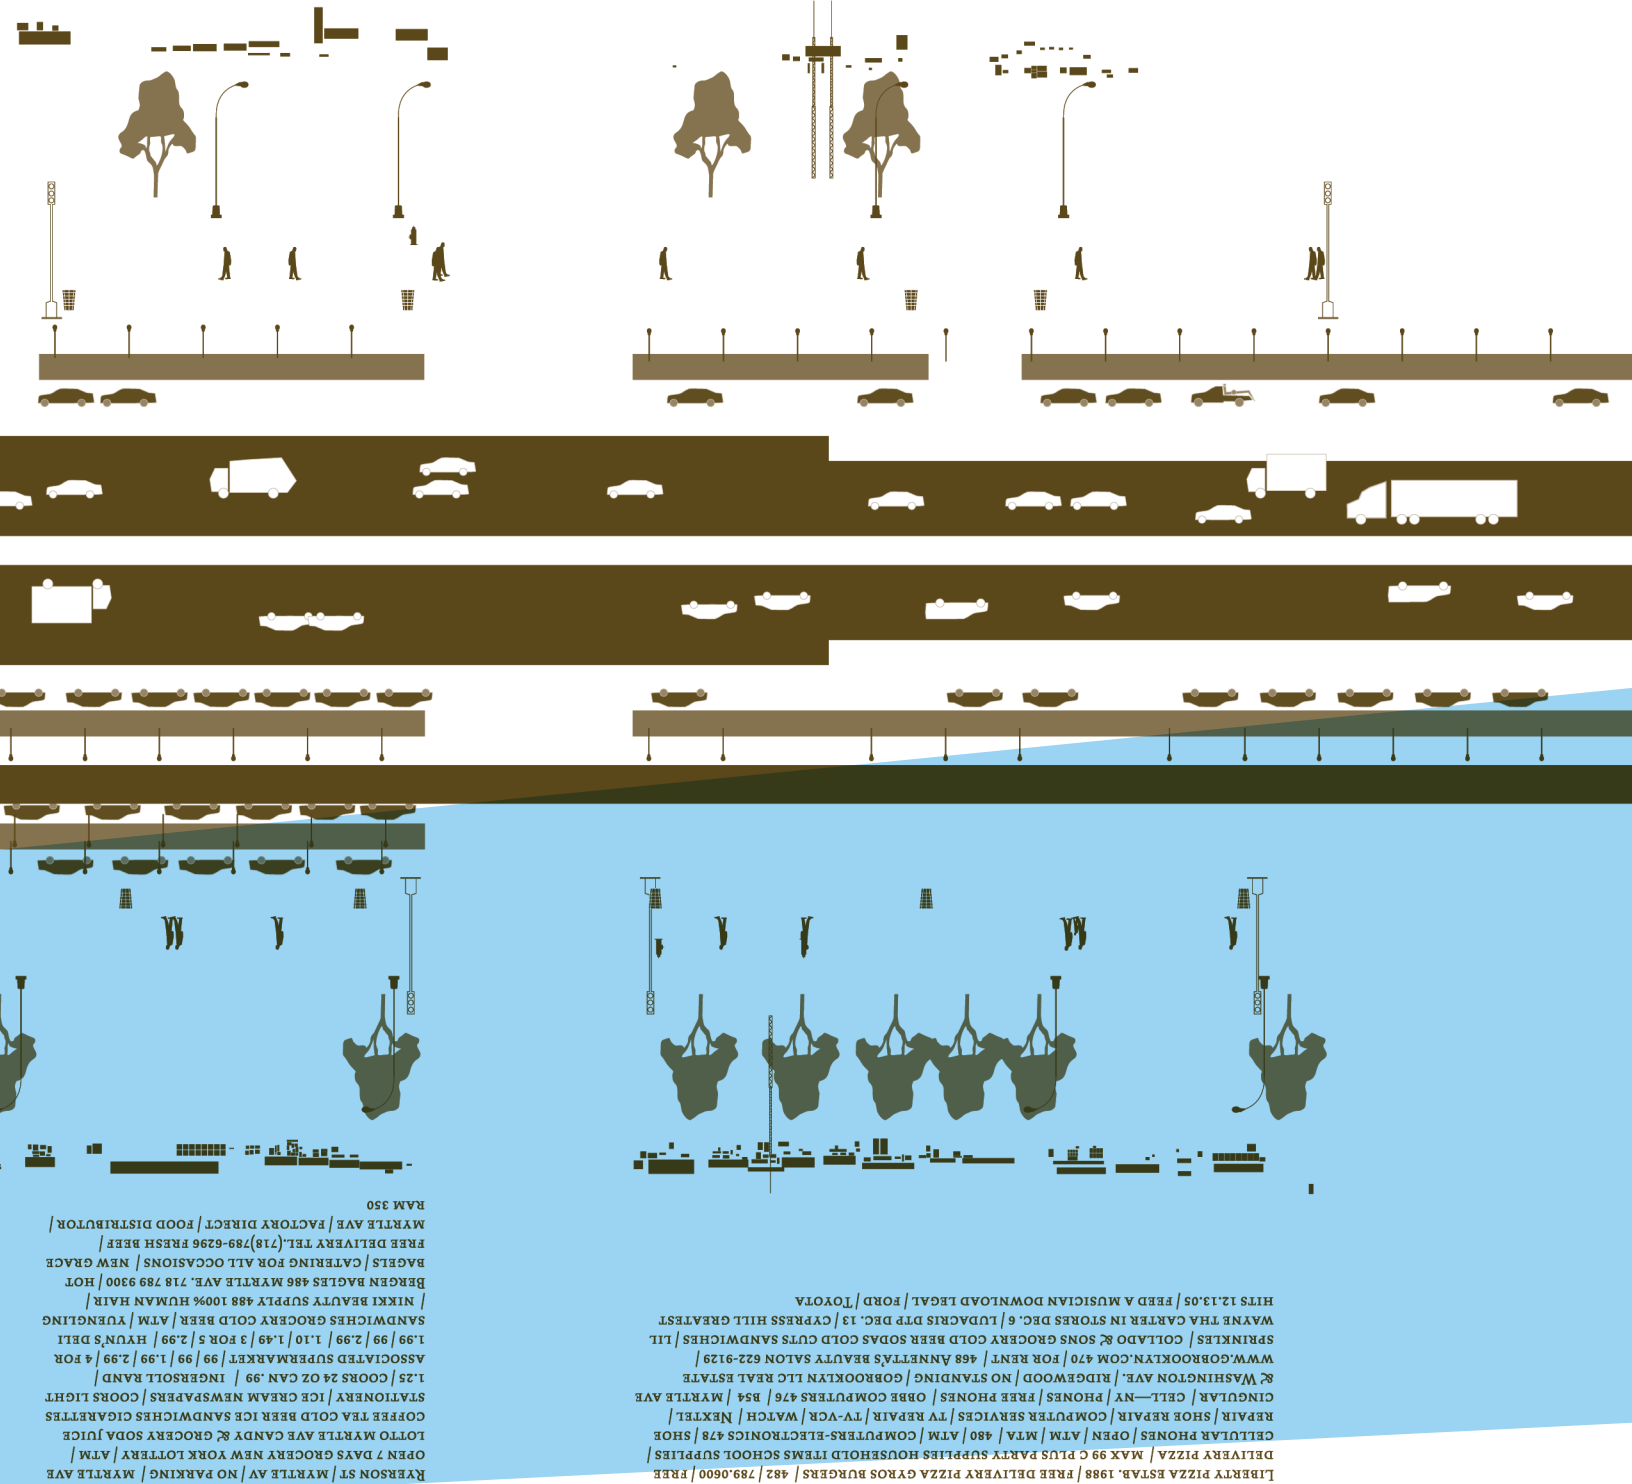 LIBERTY PIZZA ESTAB. 1988/ FREE DELIVERY PIZZA GYROS BURGERS/ 482/ 789.0600/ FREE
DELIVERY PIZZA/ MAX 99 C PLUS PARTY SUPPLIES HOUSEHOLD ITEMS SCHOOL SUPPLIES/
CELLULAR PHONES/ OPEN/ ATM/ MTA/ 480/ ATM/ COMPUTERS-ELECTRONICS 478/ SHOE
REPAIR/ SHOE REPAIR/ COMPUTER SERVICES/ TV REPAIR/ TV-VCR/ WATCH/ NEXTEL/
CINGULAR/ CELL—NY/ PHONES/ FREE PHONES/ OBBE COMPUTERS 476/ B54/ MYRTLE AVE
& WASHINGTON AVE./ RIDGEWOOD/ NO STANDING/ GOBROOKLYN LLC REAL ESTATE
WWW.GOBROOKLYN.COM 470/ FOR RENT/ 468 ANNETTA'S BEAUTY SALON 622-9129/
SPRINKLES/ COLLADO & SONS GROCERY COLD BEER SODAS COLD CUTS SANDWICHES/ LIL
WAYNE THA CARTER IN STORES DEC. 6/ LUDACRIS DTP DEC. 13/ CYPRESS HILL GREATEST
HITS 12.13.05/ FEED A MUSICIAN DOWNLOAD LEGAL/ FORD/ TOYOTA
RYERSON ST/ MYRTLE AV/ NO PARKING/ MYRTLE AVE
OPEN 7 DAYS GROCERY NEW YORK LOTTERY/ ATM/
LOTTO MYRTLE AVE CANDY & GROCERY SODA JUICE
COFFEE TEA COLD BEER ICE SANDWICHES CIGARETTES
STATIONERY/ ICE CREAM NEWSPAPERS/ COORS LIGHT
1.25/ COORS 24 OZ CAN .99/ INGERSOLL RAND/
ASSOCIATED SUPERMARKET/ 99/ 99/ 1.99/ 2.99/ 4 FOR
1.99/ 99/ 2.99/ 1.10/ 1.49/ 3 FOR 5/ 2.99/ HYUN'S DELI
SANDWICHES GROCERY COLD BEER/ ATM/ YUENGLING
/ NIKKI BEAUTY SUPPLY 488 100% HUMAN HAIR/
BERGEN BAGLES 486 MYRTLE AVE. 718 789 9300/ HOT
BAGELS/ CATERING FOR ALL OCCASIONS/ NEW GRACE
FREE DELIVERY TEL.(718)789-6296 FRESH BEEF/
MYRTLE AVE/ FACTORY DIRECT/ FOOD DISTRIBUTOR/
RAM 350